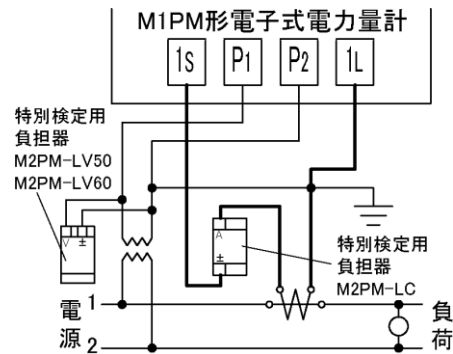 M1PM形電子式電力量計
1S P1 P2 1L
特別検定用
負担器
M2PM-LV50
M2PM-LV60
V ±
A
±
特別検定用
負担器
M2PM-LC
電源
1
2
負荷